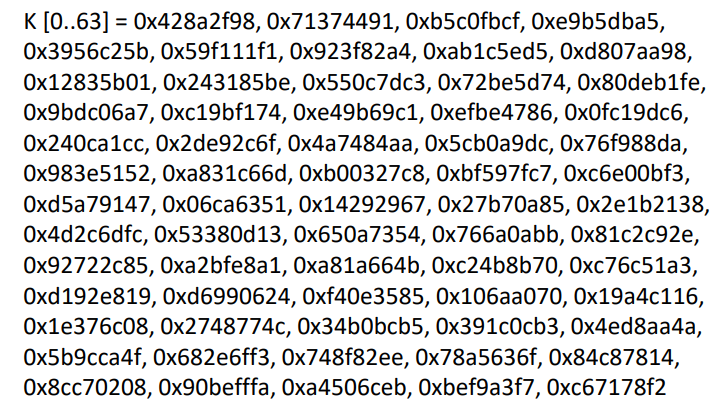 K [0..63] = 0x428a2f98, 0x71374491, 0xb5c0fbcf, 0xe9b5dba5,
0x3956c25b, 0x59f111f1, 0x923f82a4, 0xab1c5ed5, 0xd807aa98,
0x12835b01, 0x243185be, 0x550c7dc3, 0x72be5d74, 0x80deb1fe,
0x9bdc06a7, 0xc19bf174, 0xe49b69c1, 0xefbe4786, 0x0fc19dc6,
0x240ca1cc, 0x2de92c6f, 0x4a7484aa, 0x5cb0a9dc, 0x76f988da,
0x983e5152, 0xa831c66d, 0xb00327c8, 0xbf597fc7, 0xc6e00bf3,
0xd5a79147, 0x06ca6351, 0x14292967, 0x27b70a85, 0x2e1b2138,
0x4d2c6dfc, 0x53380d13, 0x650a7354, 0x766a0abb, 0x81c2c92e,
0x92722c85, 0xa2bfe8a1, 0xa81a664b, 0xc24b8b70, 0xc76c51a3,
0xd192e819, 0xd6990624, 0xf40e3585, 0x106aa070, 0x19a4c116,
0x1e376c08, 0x2748774c, 0x34b0bcb5, 0x391c0cb3, 0x4ed8aa4a,
0x5b9cca4f, 0x682e6ff3, 0x748f82ee, 0x78a5636f, 0x84c87814,
0x8cc70208, 0x90befffa, 0xa4506ceb, 0xbef9a3f7, 0xc67178f2